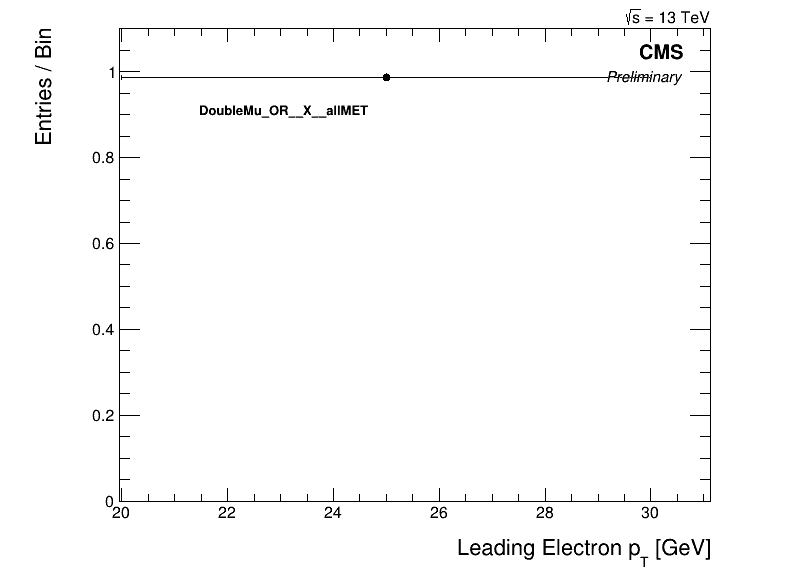 √s = 13 TeV
CMS
Preliminary
Entries / Bin
DoubleMu_OR__X__allMET
1
0.8
0.6
0.4
0.2
0
20 22 24 26 28 30
Leading Electron p_T [GeV]